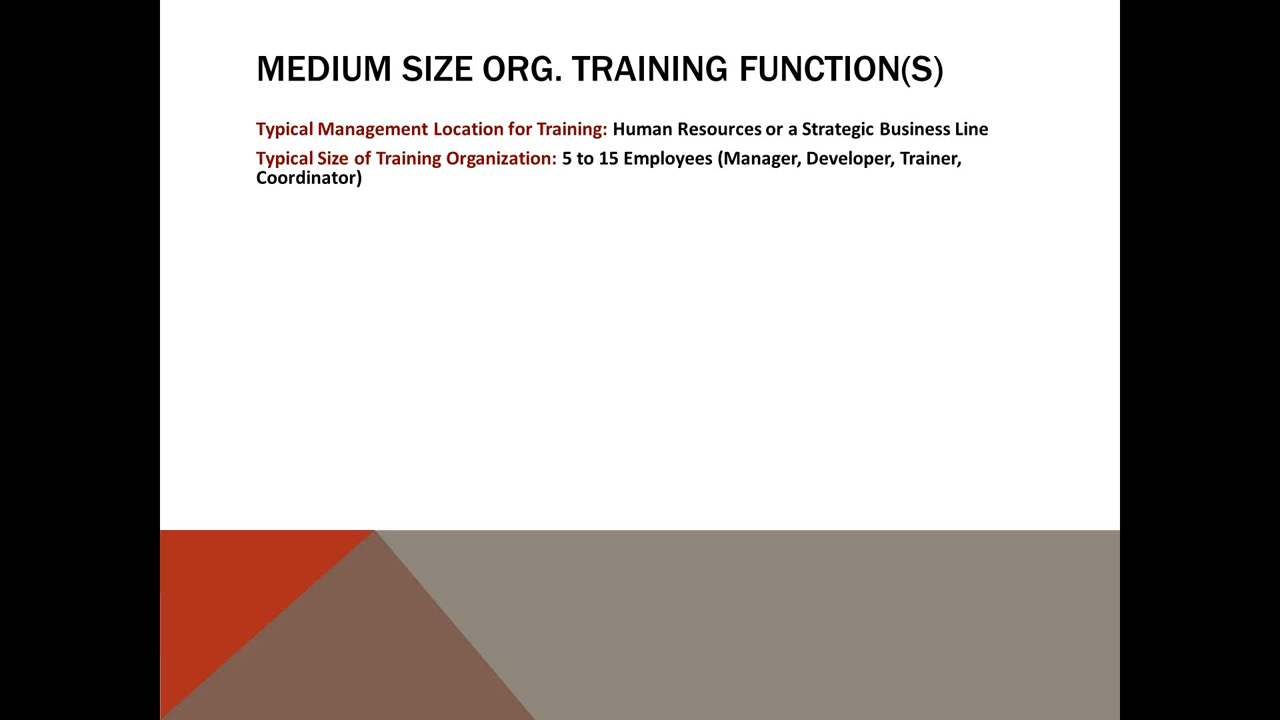 MEDIUM SIZE ORG. TRAINING FUNCTION(S)
Typical Management Location for Training: Human Resources or a Strategic Business Line
Typical Size of Training Organization: 5 to 15 Employees (Manager, Developer, Trainer,
Coordinator)